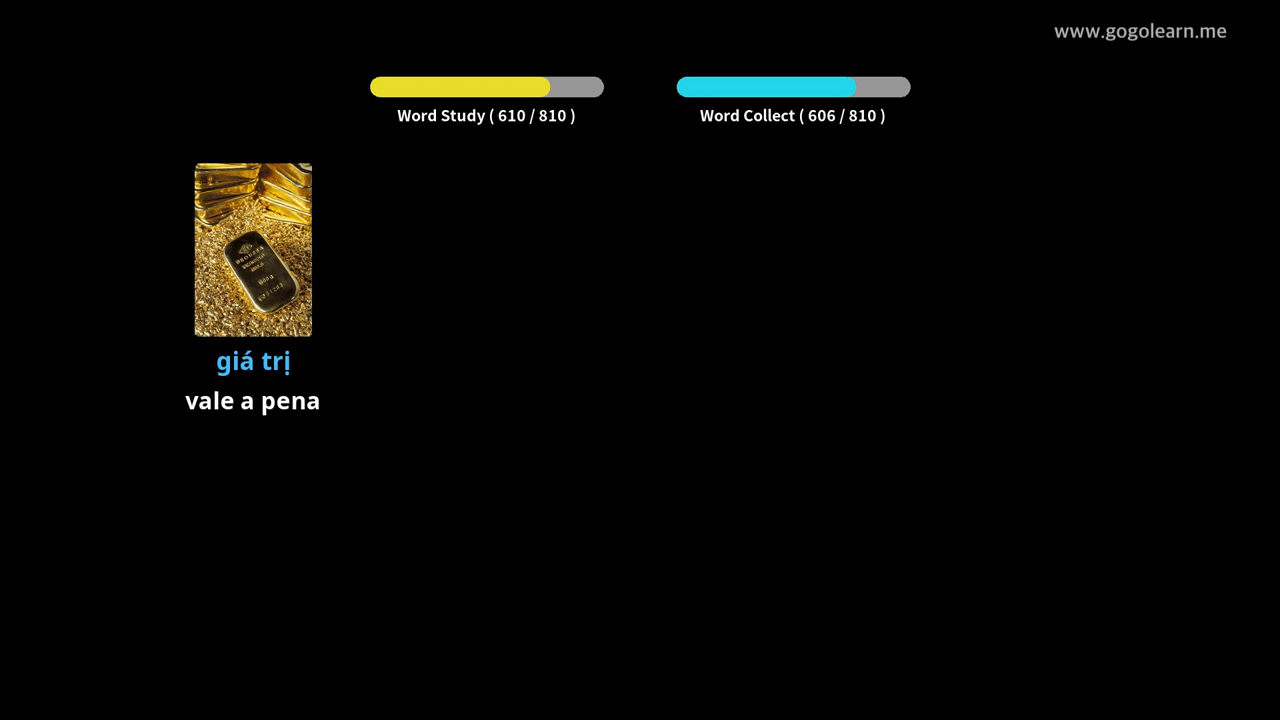 www.gogolearn.me
Word Study ( 610 / 810 )
Word Collect ( 606 / 810 )
giá trị
vale a pena